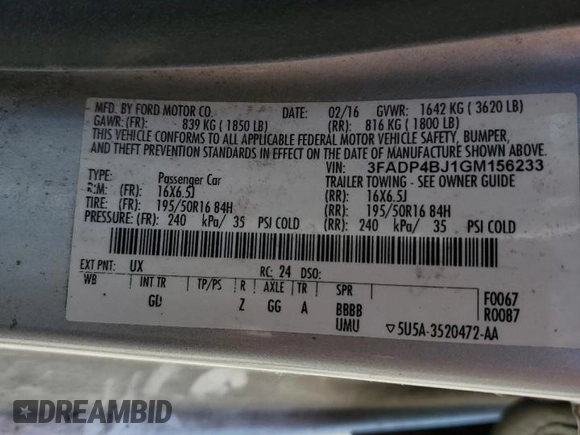 MFD. BY FORD MOTOR CO. DATE: 02/16 GVWR: 1642 KG ( 3620 LB)
GAWR: (FR): 839 KG ( 1850 LB) (RR): 816 KG ( 1800 LB)
THIS VEHICLE CONFORMS TO ALL APPLICABLE FEDERAL MOTOR VEHICLE SAFETY, BUMPER,
AND THEFT PREVENTION STANDARDS IN EFFECT ON THE DATE OF MANUFACTURE SHOWN ABOVE.
VIN: 3FADP4BJ1GM156233
TYPE: Passenger Car TRAILER TOWING - SEE OWNER GUIDE
RIM: (FR): 16X6.5J (RR): 16X6.5J
TIRE: (FR): 195/50R16 84H (RR): 195/50R16 84H
PRESSURE: (FR): 240 kPa/ 35 PSI COLD (RR): 240 kPa/ 35 PSI COLD
EXT PNT: UX RC: 24 DSO:
WB INT TR TP/PS R AXLE TR SPR F0067
GU Z GG A BBBB R0087
UMU ▽5U5A-3520472-AA
DREAMBID